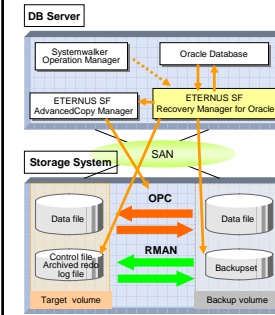 DB Server
Systemwalker
Operation Manager
Oracle Database
ETERNUS SF
AdvancedCopy Manager
ETERNUS SF
Recovery Manager for Oracle
SAN
Storage System
OPC
Data file
Data file
RMAN
Control file
Archived redo
log file
Backupset
Target volume
Backup volume